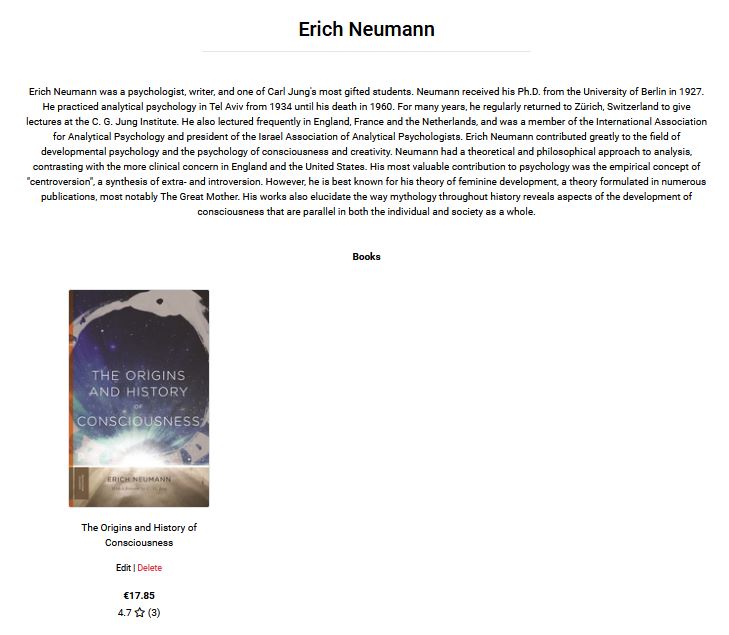 Erich Neumann
Erich Neumann was a psychologist, writer, and one of Carl Jung's most gifted students. Neumann received his Ph.D. from the University of Berlin in 1927.
He practiced analytical psychology in Tel Aviv from 1934 until his death in 1960. For many years, he regularly returned to Zürich, Switzerland to give
lectures at the C. G. Jung Institute. He also lectured frequently in England, France and the Netherlands, and was a member of the International Association
for Analytical Psychology and president of the Israel Association of Analytical Psychologists. Erich Neumann contributed greatly to the field of
developmental psychology and the psychology of consciousness and creativity. Neumann had a theoretical and philosophical approach to analysis,
contrasting with the more clinical concern in England and the United States. His most valuable contribution to psychology was the empirical concept of
"centroversion", a synthesis of extra- and introversion. However, he is best known for his theory of feminine development, a theory formulated in numerous
publications, most notably The Great Mother. His works also elucidate the way mythology throughout history reveals aspects of the development of
consciousness that are parallel in both the individual and society as a whole.
Books
THE ORIGINS
AND HISTORY
OF
CONSCIOUSNESS
ERICH NEUMANN
The Origins and History of
Consciousness
Edit | Delete
€17.85
4.7 ☆ (3)